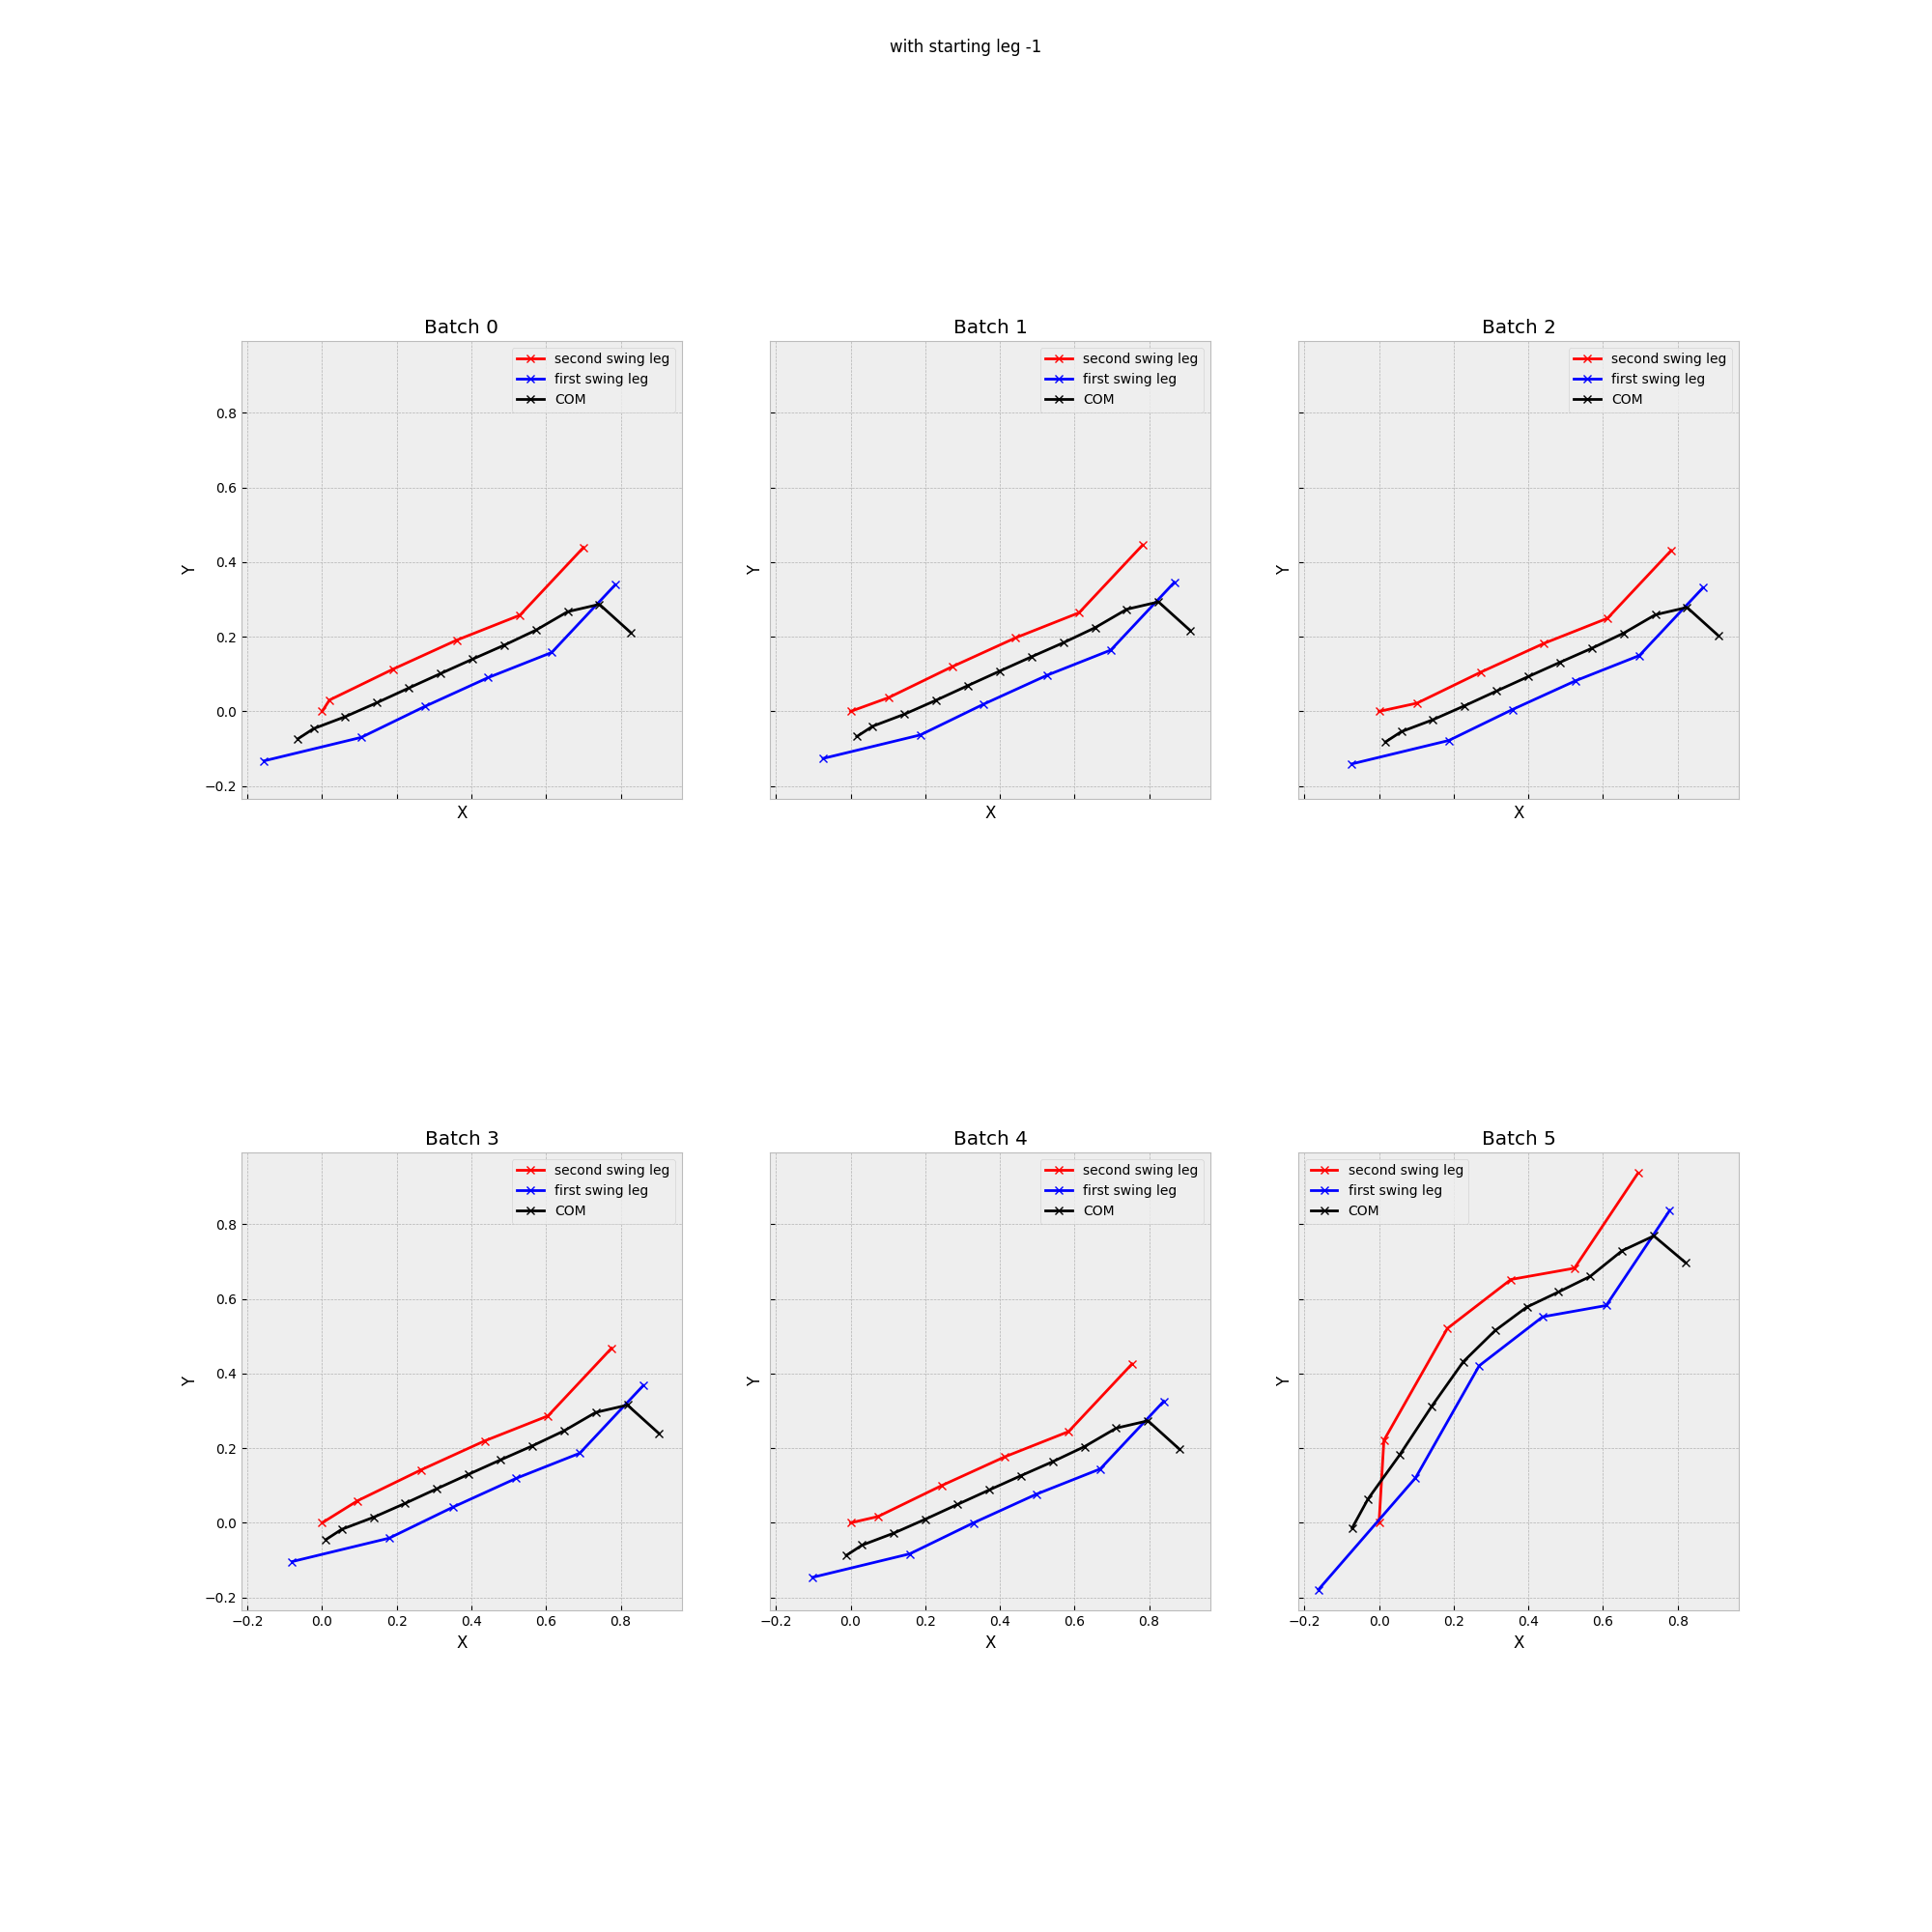 with starting leg -1
Batch 0
Batch 1
Batch 2
second swing leg
first swing leg
COM
second swing leg
first swing leg
COM
second swing leg
first swing leg
COM
0.8
0.6
0.4
0.2
0.0
−0.2
Y
Y
Y
X
X
X
Batch 3
Batch 4
Batch 5
second swing leg
first swing leg
COM
second swing leg
first swing leg
COM
second swing leg
first swing leg
COM
0.8
0.6
0.4
0.2
0.0
−0.2
Y
Y
Y
−0.2 0.0 0.2 0.4 0.6 0.8
−0.2 0.0 0.2 0.4 0.6 0.8
−0.2 0.0 0.2 0.4 0.6 0.8
X
X
X